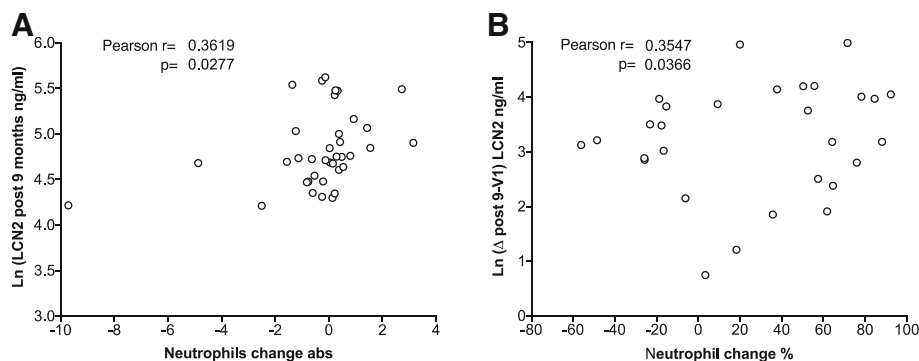 A
Pearson r= 0.3619
p= 0.0277
Ln (LCN2 post 9 months ng/ml)
6.0
5.5
5.0
4.5
4.0
3.5
3.0
-10 -8 -6 -4 -2 0 2 4
Neutrophils change abs
B
Pearson r= 0.3547
p= 0.0366
Ln (Δ post 9-V1) LCN2 ng/ml
5
4
3
2
1
0
-80 -60 -40 -20 0 20 40 60 80 100
Neutrophil change %